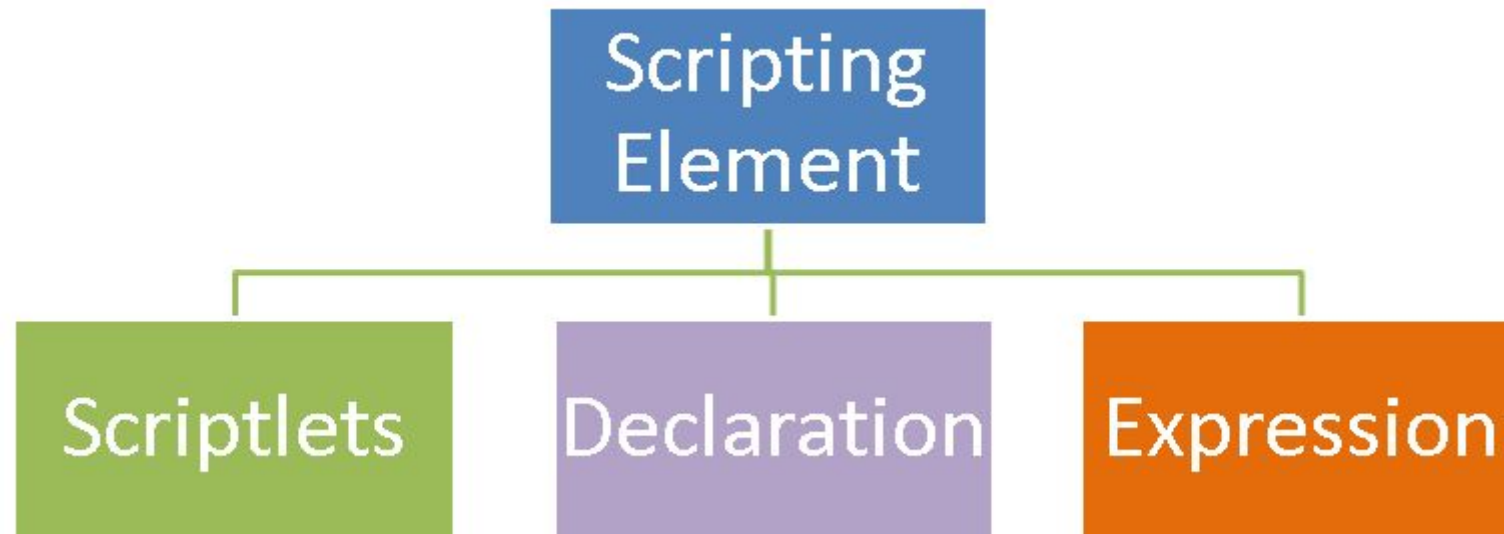 Scripting
Element
Scriptlets
Declaration
Expression